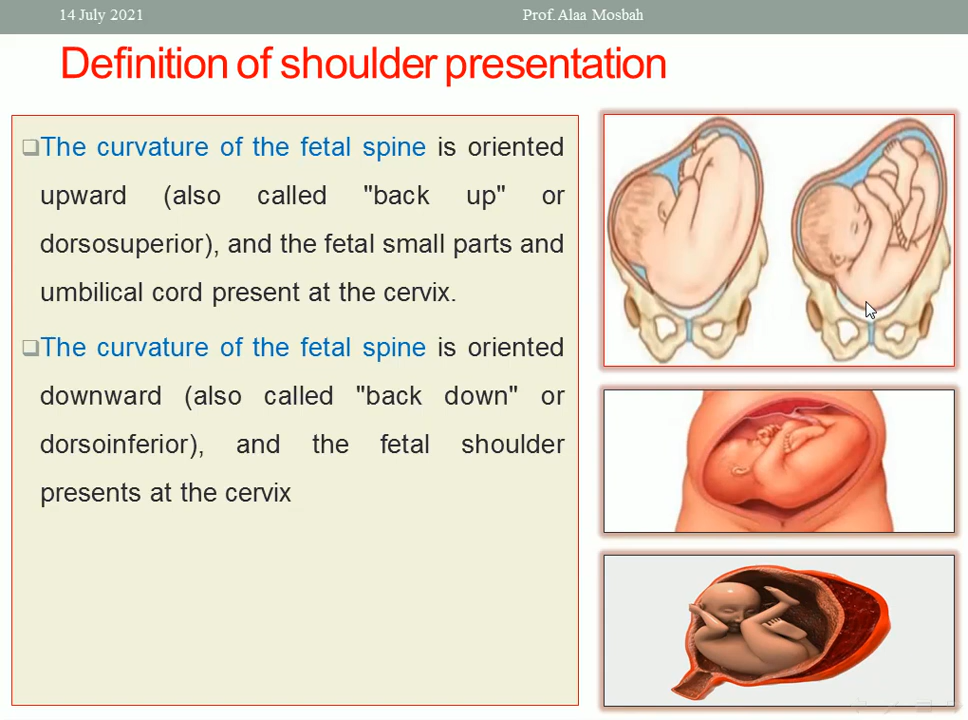 14 July 2021
Prof. Alaa Mosbah
Definition of shoulder presentation
The curvature of the fetal spine is oriented
upward (also called "back up" or
dorsosuperior), and the fetal small parts and
umbilical cord present at the cervix.
The curvature of the fetal spine is oriented
downward (also called "back down" or
dorsoinferior), and the fetal shoulder
presents at the cervix